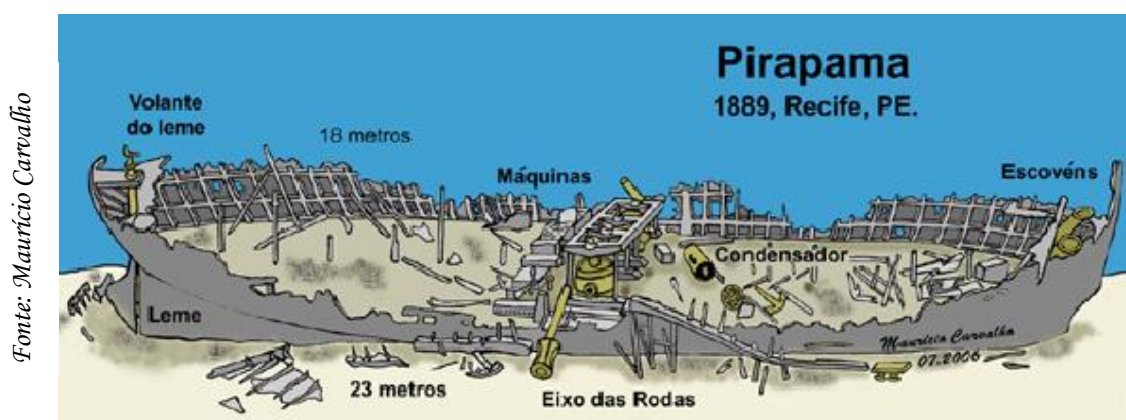 Fonte: Maurício Carvalho
Pirapama
1889, Recife, PE.
Volante
do leme
18 metros
Máquinas
Escovéns
Condensador
Leme
Maurício Carvalho
07.2006
23 metros
Eixo das Rodas